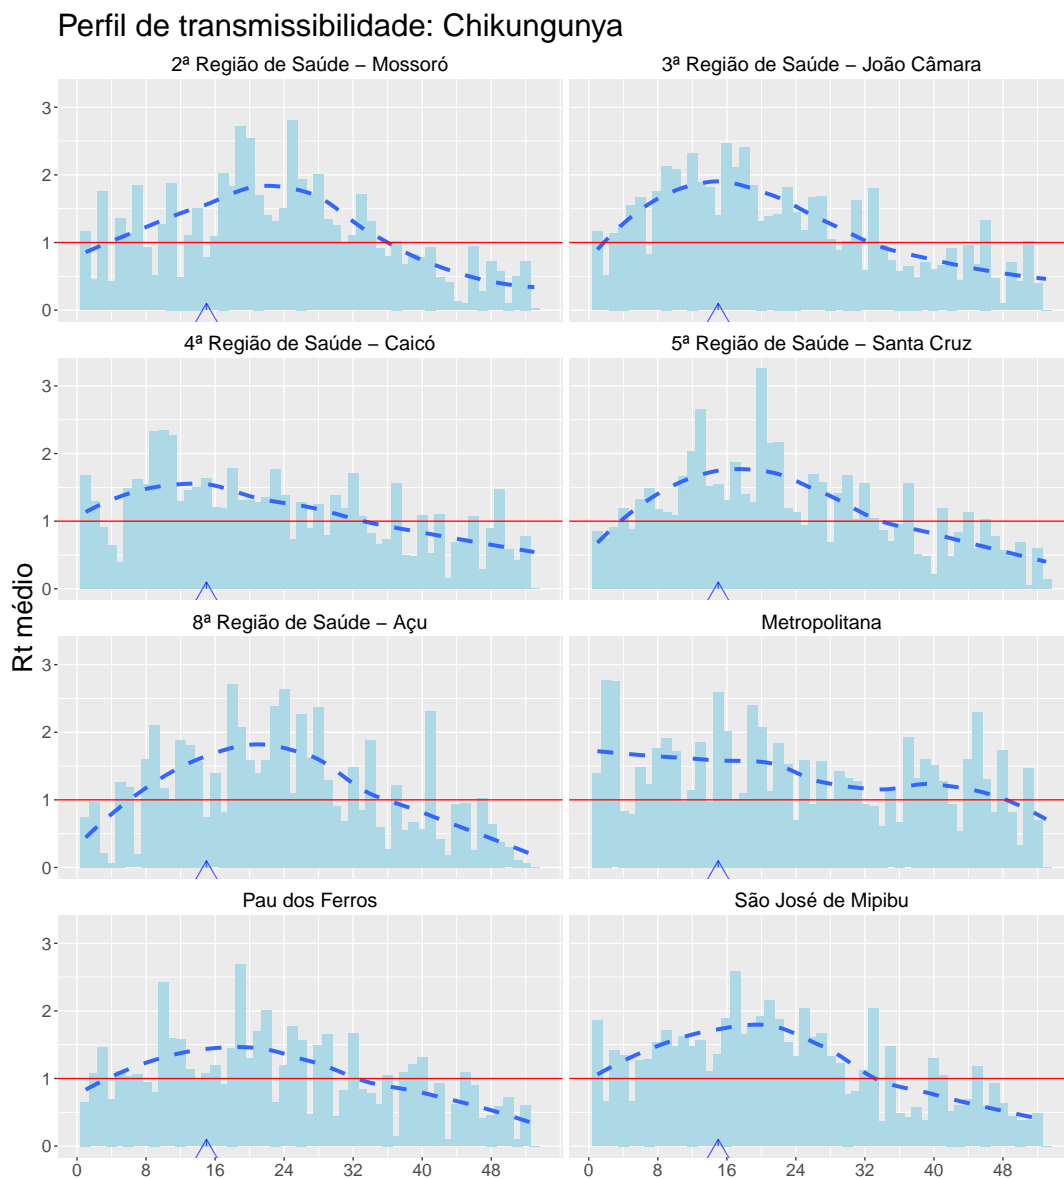 Perfil de transmissibilidade: Chikungunya
2ª Região de Saúde – Mossoró
3ª Região de Saúde – João Câmara
3
2
1
0
4ª Região de Saúde – Caicó
5ª Região de Saúde – Santa Cruz
3
2
1
0
Rt médio
8ª Região de Saúde – Açu
Metropolitana
3
2
1
0
Pau dos Ferros
São José de Mipibu
3
2
1
0
0 8 16 24 32 40 48
0 8 16 24 32 40 48